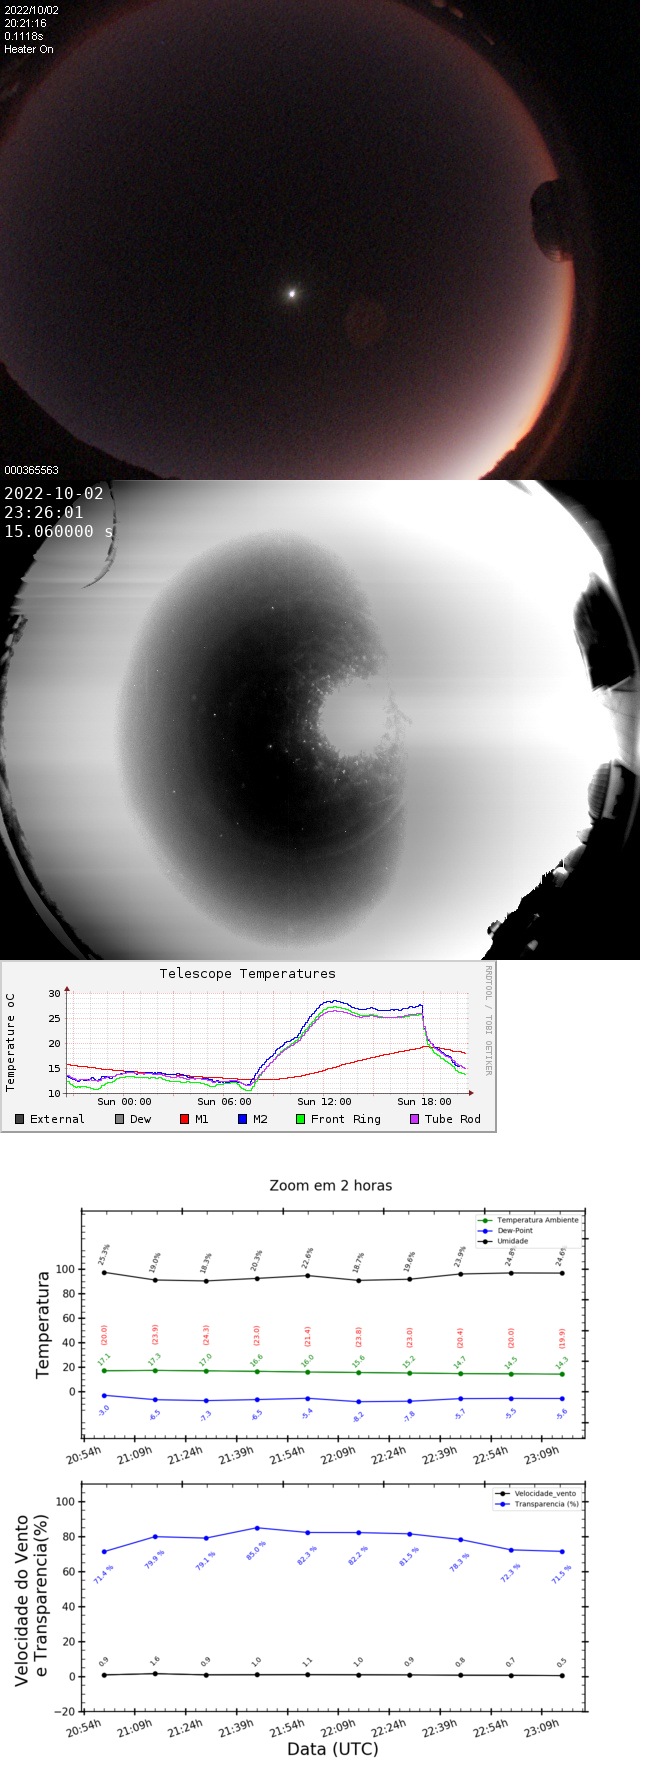 2022/10/02
20:21:16
0.1118s
Heater On
000365563
2022-10-02
23:26:01
15.060000 s
Telescope Temperatures
RRDTOOL / TOBI OETIKER
Temperature oC
30
25
20
15
10
Sun 00:00 Sun 06:00 Sun 12:00 Sun 18:00
External Dew M1 M2 Front Ring Tube Rod
Zoom em 2 horas
Temperatura Ambiente
Dew-Point
Umidade
Temperatura
100
80
60
40
20
0
25.3% 19.0% 18.3% 20.3% 22.6% 18.7% 19.6% 23.9% 24.8% 24.6%
(20.0) (23.9) (24.3) (23.0) (21.4) (23.8) (23.0) (20.4) (20.0) (19.9)
17.1 17.3 17.0 16.6 16.0 15.6 15.2 14.7 14.5 14.3
-3.0 -6.5 -7.3 -6.5 -5.4 -8.2 -7.8 -5.7 -5.5 -5.6
20:54h 21:09h 21:24h 21:39h 21:54h 22:09h 22:24h 22:39h 22:54h 23:09h
Velocidade_vento
Transparencia (%)
Velocidade do Vento
e Transparencia(%)
100
80
60
40
20
0
−20
71.4 % 79.9 % 79.1 % 85.0 % 82.3 % 82.2 % 81.5 % 78.3 % 72.3 % 71.5 %
0.9 1.6 0.9 1.0 1.1 1.0 0.9 0.8 0.7 0.5
20:54h 21:09h 21:24h 21:39h 21:54h 22:09h 22:24h 22:39h 22:54h 23:09h
Data (UTC)